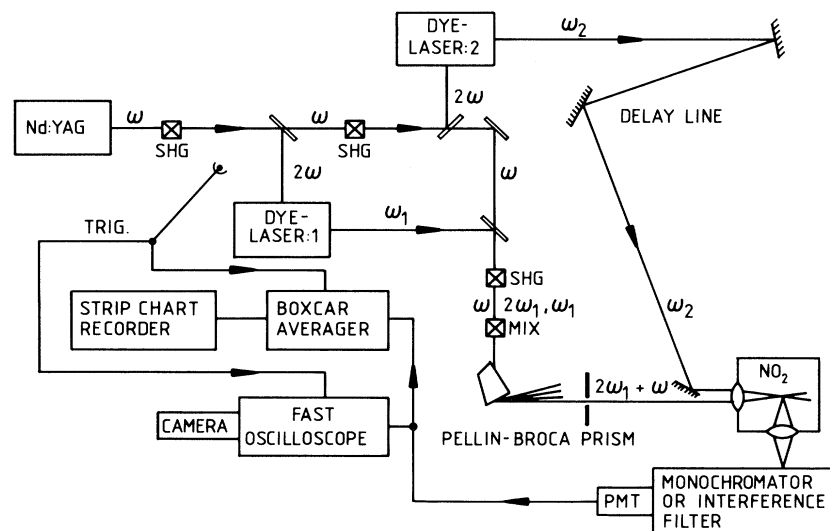 DYE-
LASER:2
ω₂
2ω
Nd:YAG
ω
SHG
ω
SHG
DELAY LINE
2ω
ω
DYE-
LASER:1
ω₁
TRIG.
SHG
ω 2ω₁, ω₁
MIX
ω₂
STRIP CHART
RECORDER
BOXCAR
AVERAGER
NO₂
2ω₁ + ω
CAMERA
FAST
OSCILLOSCOPE
PELLIN-BROCA PRISM
PMT
MONOCHROMATOR
OR INTERFERENCE
FILTER